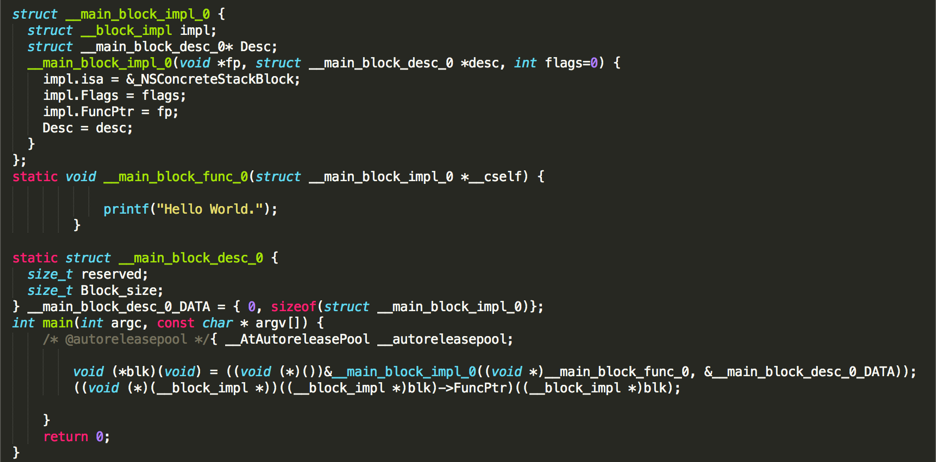 struct __main_block_impl_0 {
  struct __block_impl impl;
  struct __main_block_desc_0* Desc;
  __main_block_impl_0(void *fp, struct __main_block_desc_0 *desc, int flags=0) {
    impl.isa = &_NSConcreteStackBlock;
    impl.Flags = flags;
    impl.FuncPtr = fp;
    Desc = desc;
  }
};
static void __main_block_func_0(struct __main_block_impl_0 *__cself) {
            printf("Hello World.");
        }
static struct __main_block_desc_0 {
  size_t reserved;
  size_t Block_size;
} __main_block_desc_0_DATA = { 0, sizeof(struct __main_block_impl_0)};
int main(int argc, const char * argv[]) {
    /* @autoreleasepool */{ __AtAutoreleasePool __autoreleasepool;
        void (*blk)(void) = ((void (*)())&__main_block_impl_0((void *)__main_block_func_0, &__main_block_desc_0_DATA));
        ((void (*)(__block_impl *))((__block_impl *)blk)->FuncPtr)((__block_impl *)blk);
    }
    return 0;
}